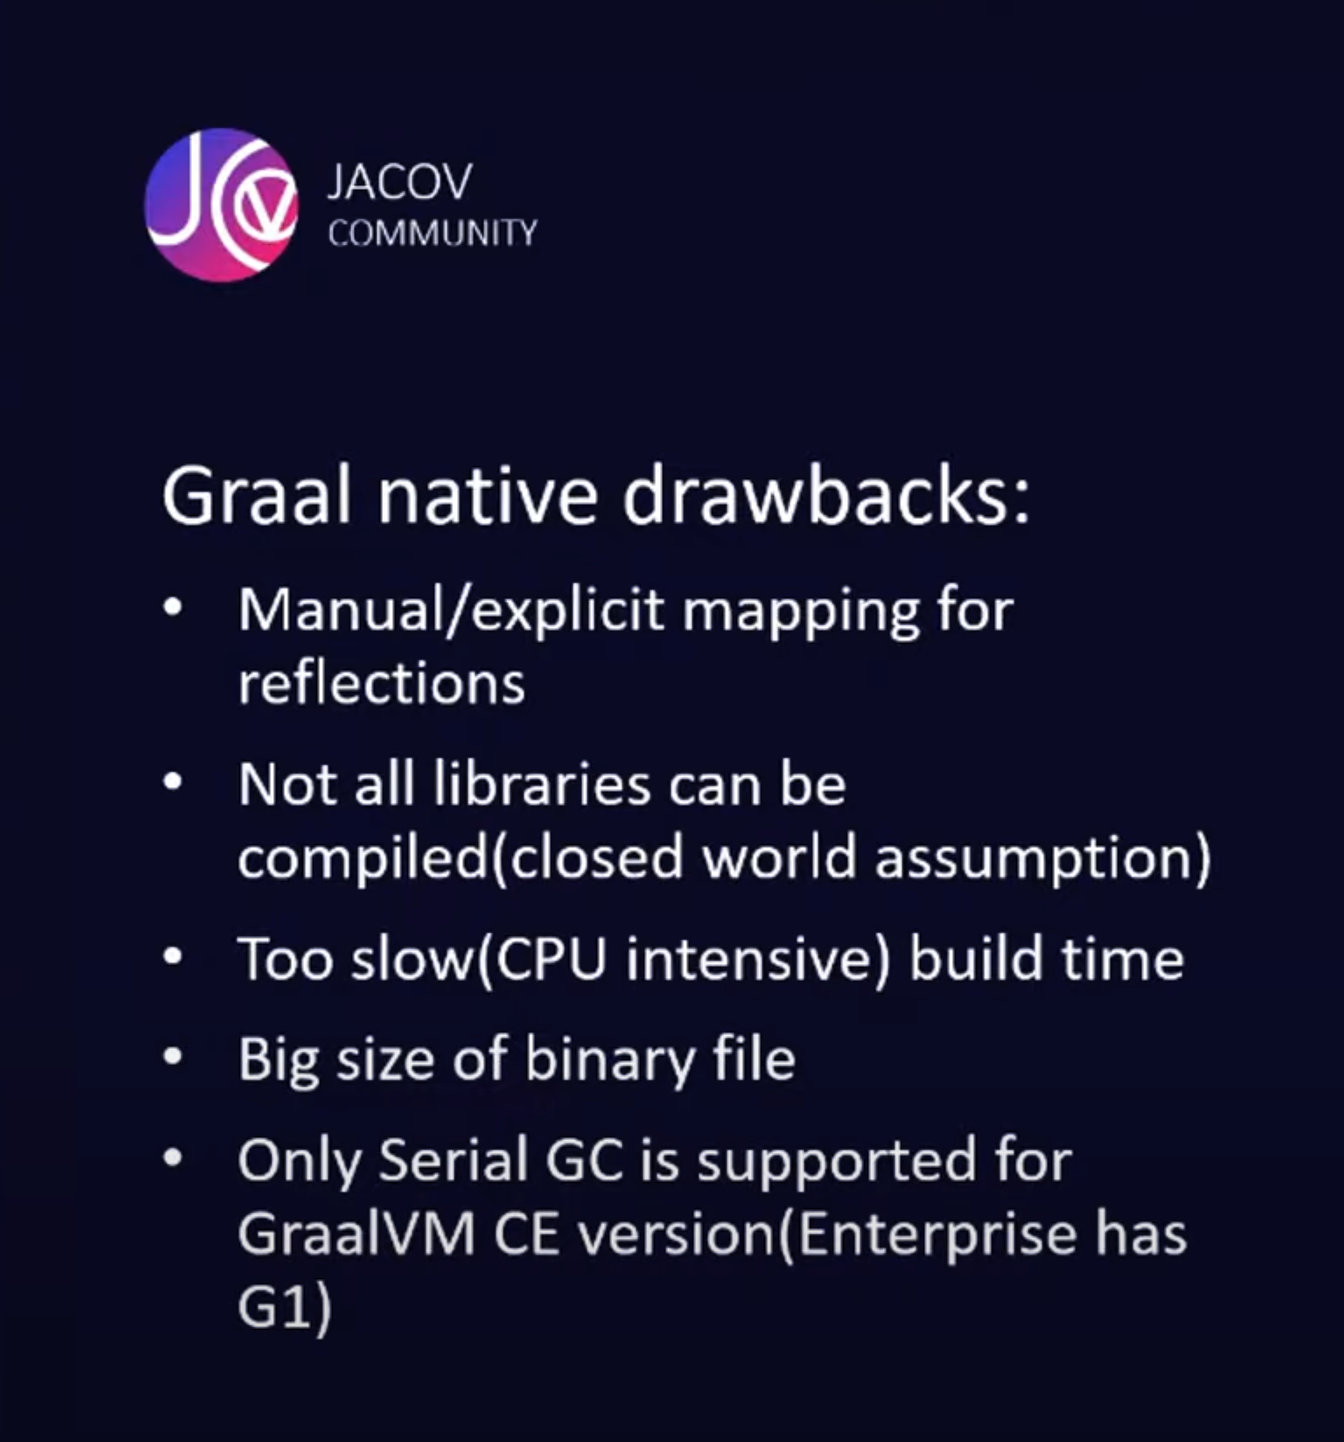 JACOV
COMMUNITY
Graal native drawbacks:
• Manual/explicit mapping for
reflections
• Not all libraries can be
compiled(closed world assumption)
• Too slow(CPU intensive) build time
• Big size of binary file
• Only Serial GC is supported for
GraalVM CE version(Enterprise has
G1)